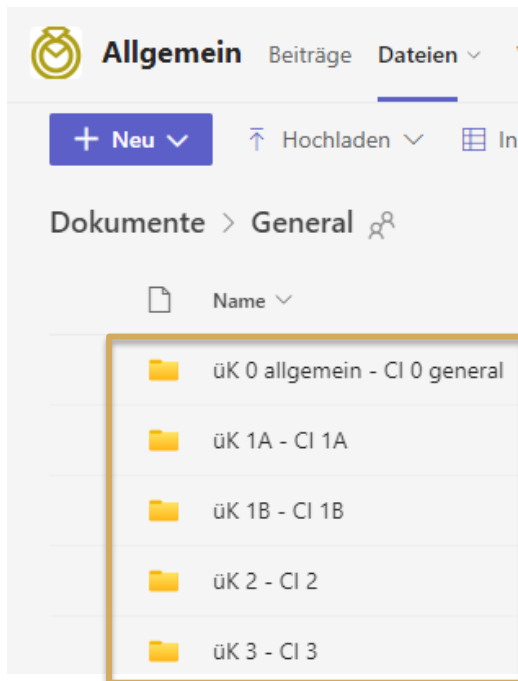 Allgemein Beiträge Dateien
Neu Hochladen In
Dokumente > General
Name
üK 0 allgemein - CI 0 general
üK 1A - CI 1A
üK 1B - CI 1B
üK 2 - CI 2
üK 3 - CI 3